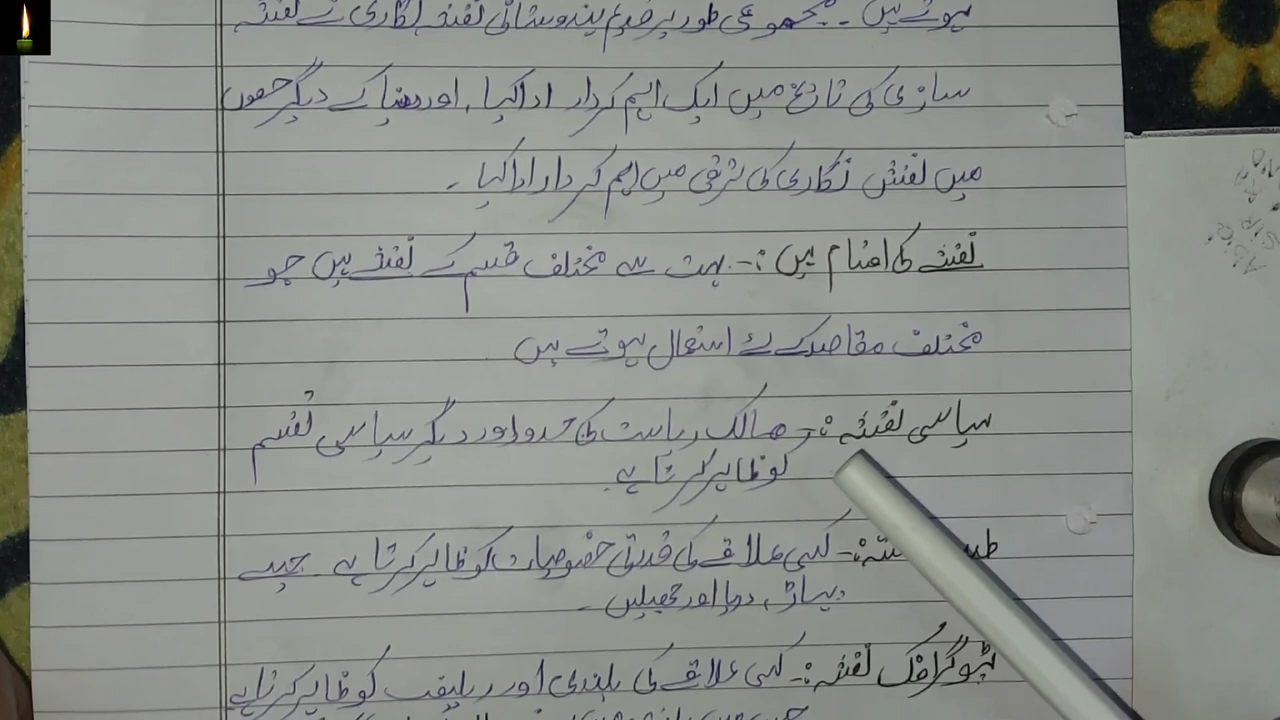 ہوتے ہیں ۔ مجموعی طور پر قدیم ہندوستانی نقشہ نگاری نے نقشہ
سازی کی تاریخ میں ایک اہم کردار ادا کیا, اور دنیا کے دیگر حصوں
میں نقش نگاری کی ترقی میں اہم کردار ادا کیا ۔
نقشے کی اقسام ہیں :- بہت سے مختلف قسم کے نقشے ہیں جو
مختلف مقاصد کے لئے استعمال ہوتے ہیں
سیاسی نقشہ :- ممالک ریاست کی حدود اور دیگر سیاسی تقسیم
کو ظاہر کرتا ہے.
کسی علاقے کی قدرتی خصوصیات کو ظاہر کرتا ہے ۔ جیسے
پہاڑ, دریا اور جھیلیں ۔
ٹپوگرافک نقشہ :- کسی علاقے کی بلندی اور ریلیف کو ظاہر کرتا ہے